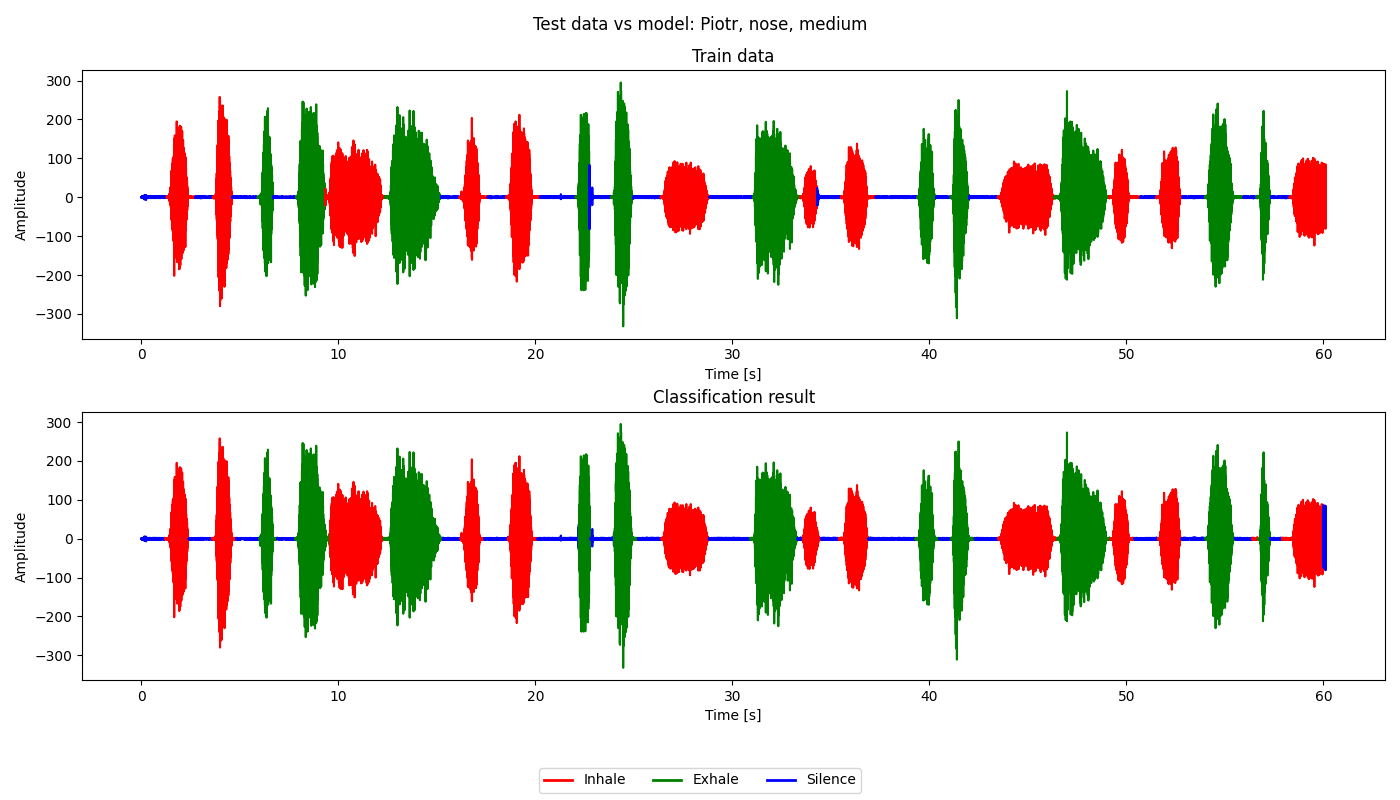 Test data vs model: Piotr, nose, medium
Train data
300
200
100
0
−100
−200
−300
Amplitude
0 10 20 30 40 50 60
Time [s]
Classification result
300
200
100
0
−100
−200
−300
Amplitude
0 10 20 30 40 50 60
Time [s]
Inhale Exhale Silence